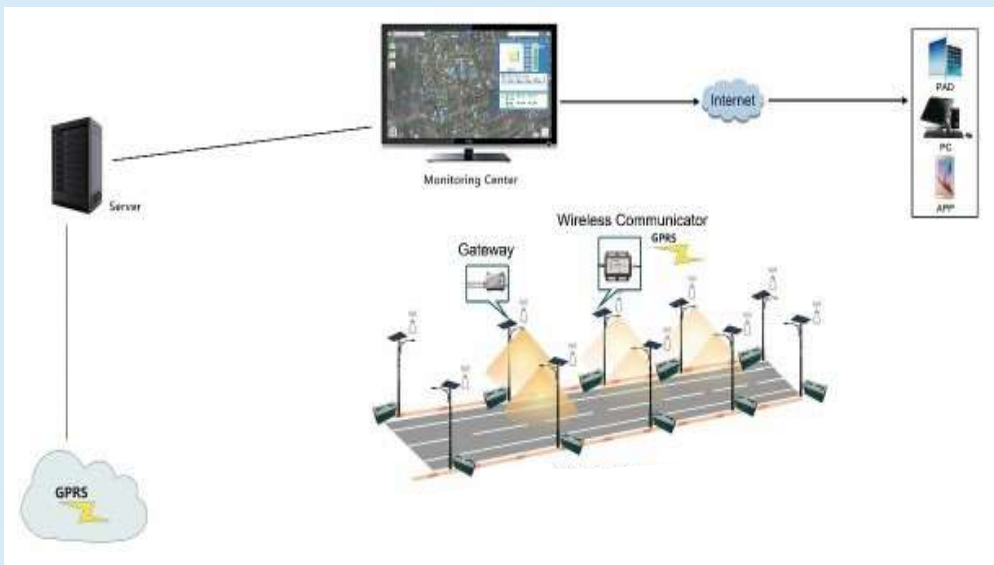 Internet
PAD
PC
APP
Monitoring Center
Server
Wireless Communicator
GPRS
Gateway
GPRS